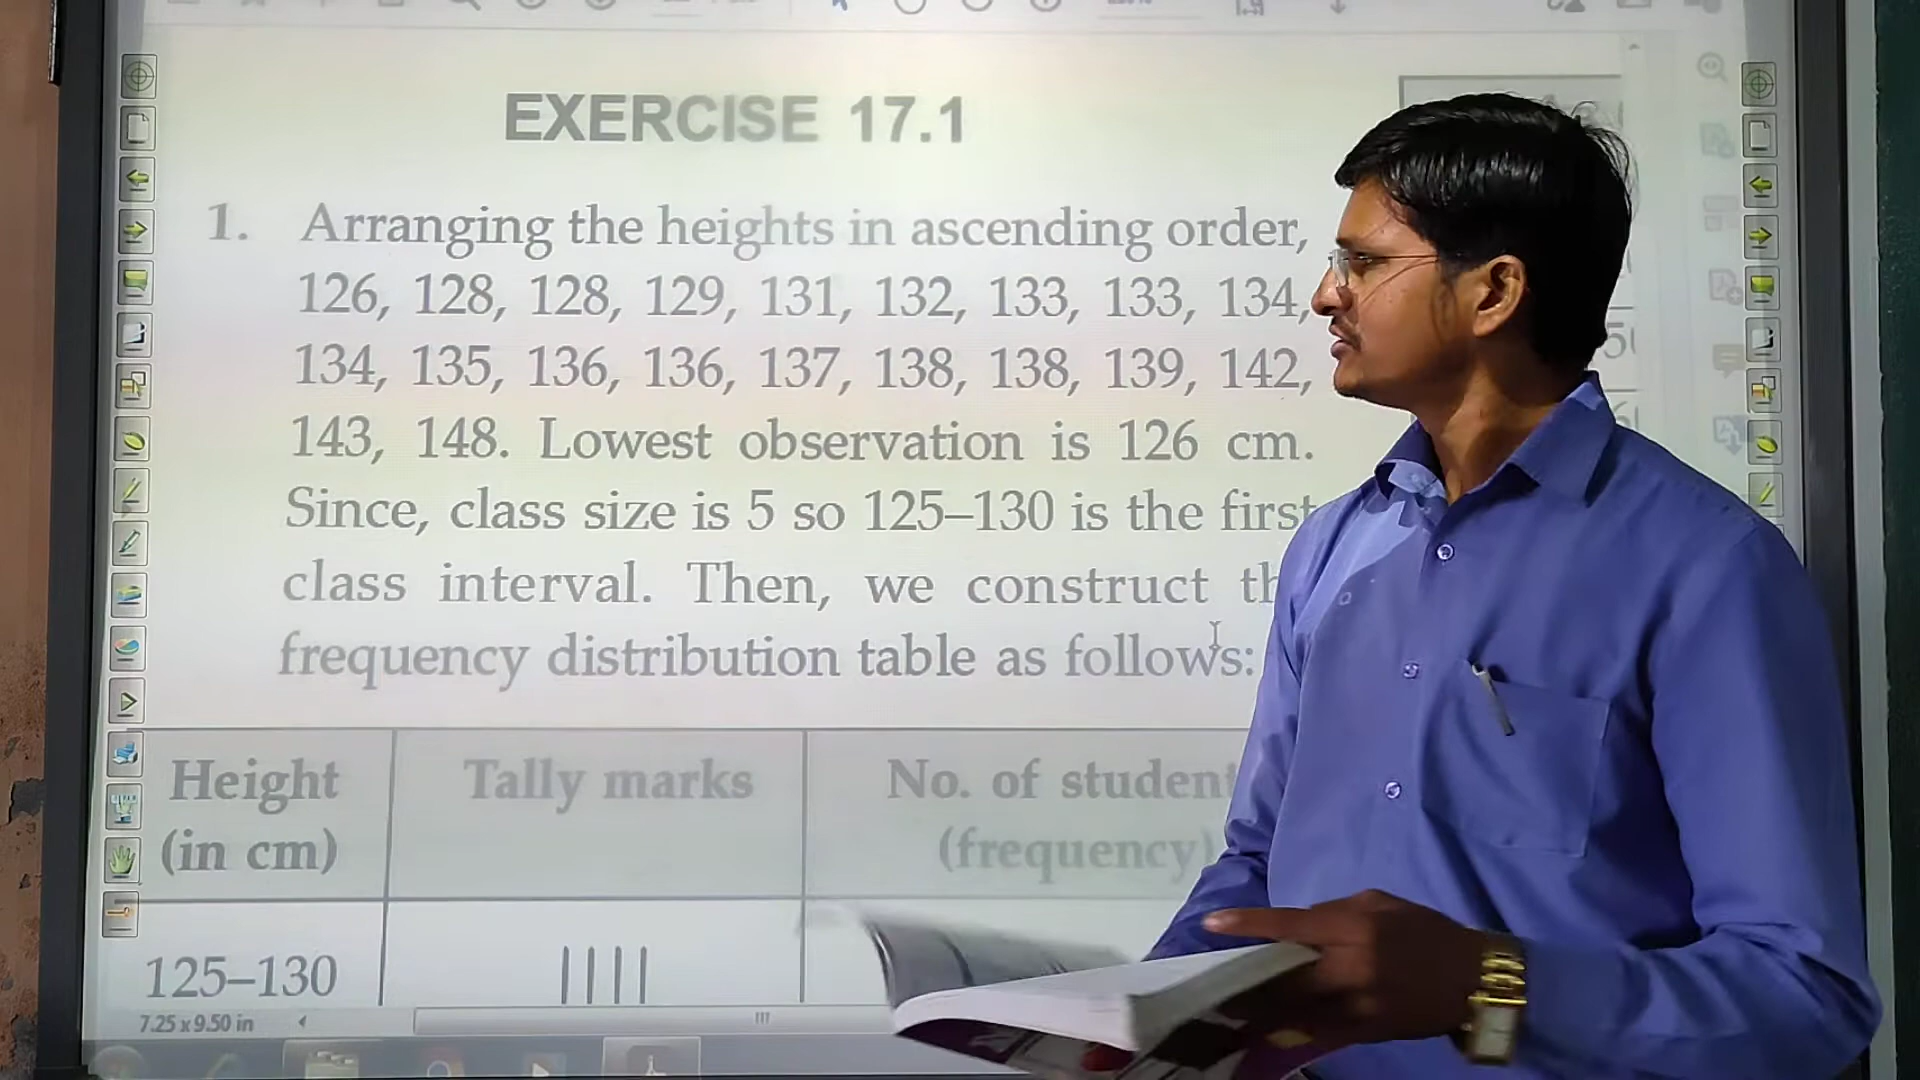 EXERCISE 17.1
1. Arranging the heights in ascending order,
126, 128, 128, 129, 131, 132, 133, 133, 134,
134, 135, 136, 136, 137, 138, 138, 139, 142,
143, 148. Lowest observation is 126 cm.
Since, class size is 5 so 125–130 is the first
class interval. Then, we construct th
frequency distribution table as follows:
Height
(in cm)
Tally marks
No. of student
(frequency)
125–130
||||
7.25 x 9.50 in